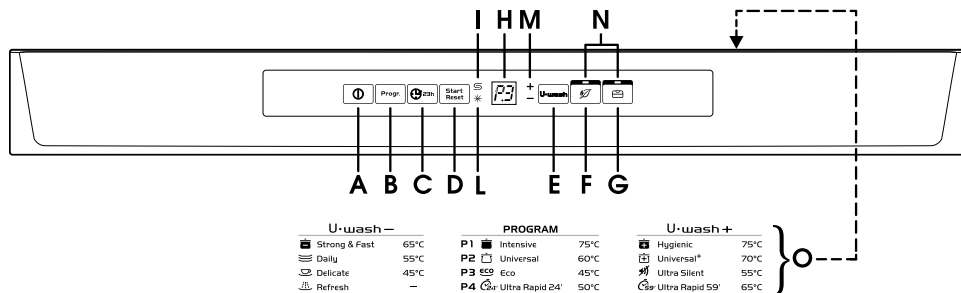 I H M N
Progr. 23h Start Reset P3 + − U-wash
A B C D L E F G
U·wash − PROGRAM U·wash +
Strong & Fast 65°C P1 Intensive 75°C Hygienic 75°C
Daily 55°C P2 Universal 60°C Universal+ 70°C
Delicate 45°C P3 eco Eco 45°C Ultra Silent 55°C
Refresh – P4 24' Ultra Rapid 24' 50°C 59' Ultra Rapid 59' 65°C
O